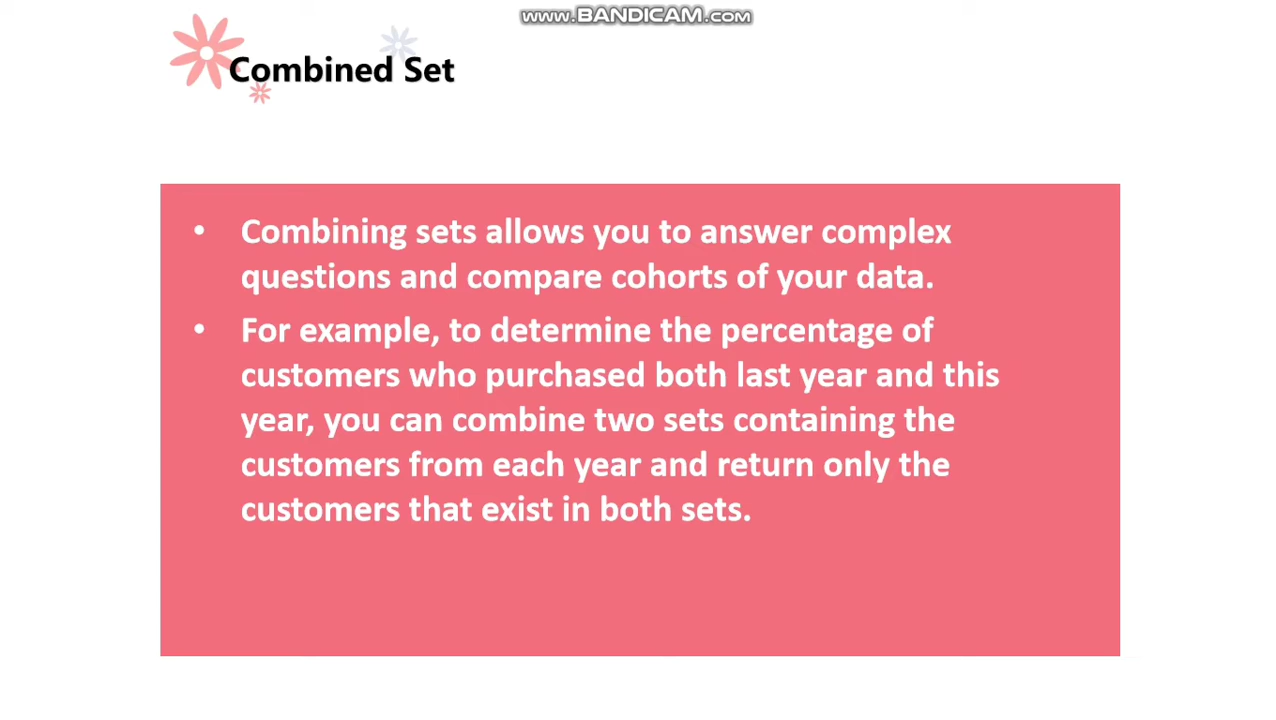 www.BANDICAM.com
Combined Set
• Combining sets allows you to answer complex
questions and compare cohorts of your data.
• For example, to determine the percentage of
customers who purchased both last year and this
year, you can combine two sets containing the
customers from each year and return only the
customers that exist in both sets.